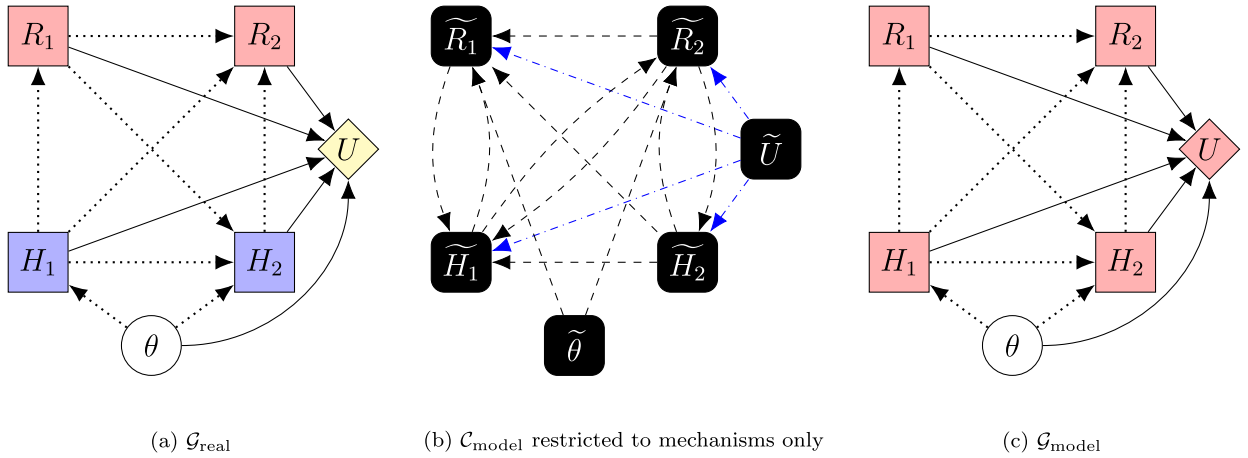 R₁ R₂ U H₁ H₂ θ
R̃₁ R̃₂ Ũ H̃₁ H̃₂ θ̃
R₁ R₂ U H₁ H₂ θ
(a) 𝒢real
(b) 𝒞model restricted to mechanisms only
(c) 𝒢model